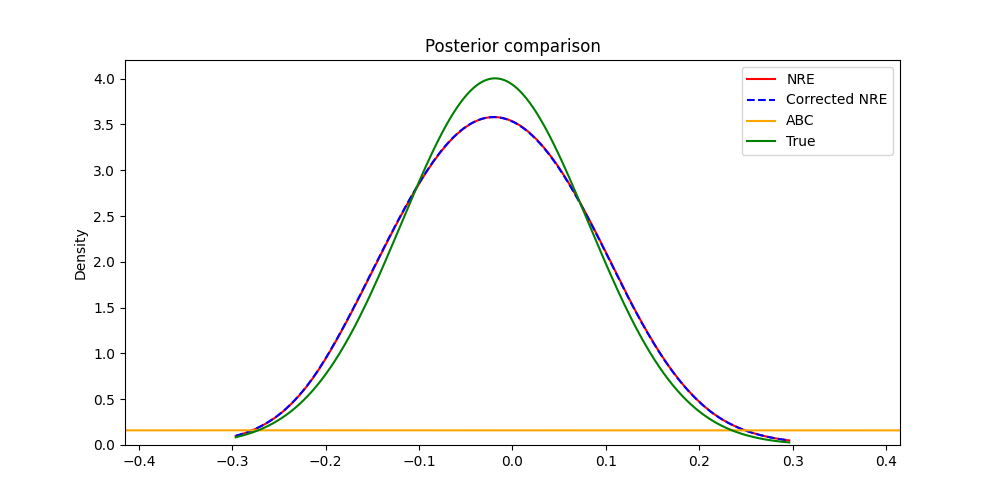 Posterior comparison
NRE
Corrected NRE
ABC
True
Density
4.0
3.5
3.0
2.5
2.0
1.5
1.0
0.5
0.0
−0.4 −0.3 −0.2 −0.1 0.0 0.1 0.2 0.3 0.4